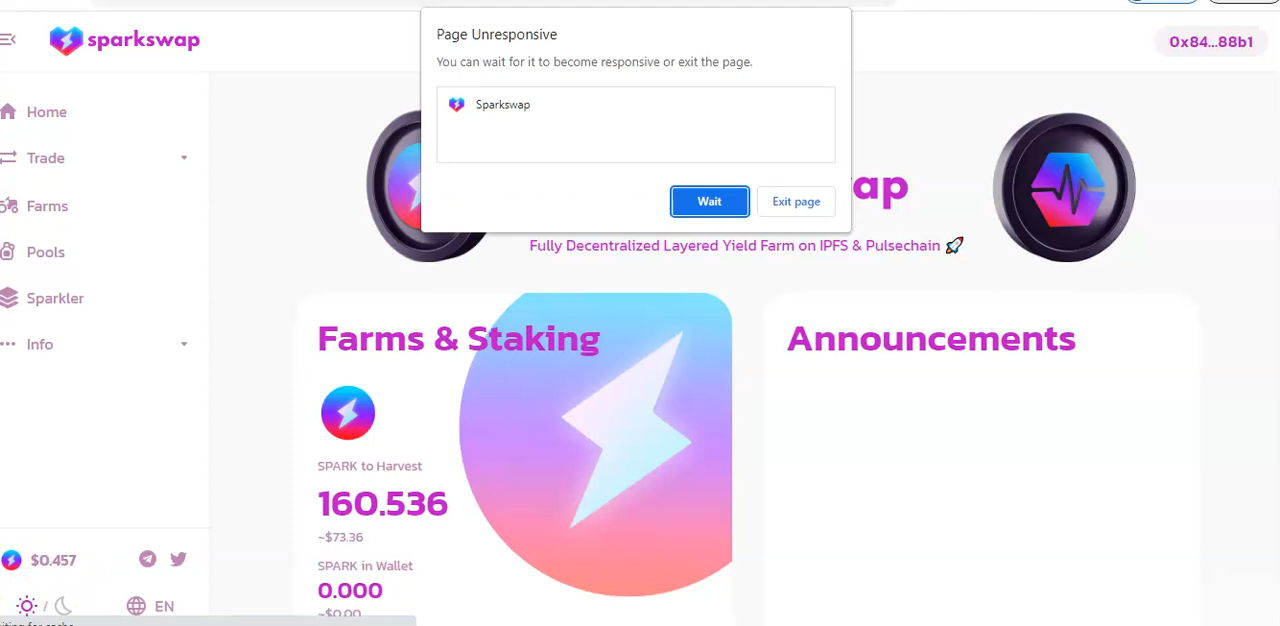 Page Unresponsive
You can wait for it to become responsive or exit the page.
Sparkswap
Wait
Exit page
sparkswap
0x84...88b1
Home
Trade
Farms
Pools
Sparkler
Info
$0.457
EN
ap
Fully Decentralized Layered Yield Farm on IPFS & Pulsechain
Farms & Staking
SPARK to Harvest
160.536
~$73.36
SPARK in Wallet
0.000
~$0.00
Announcements